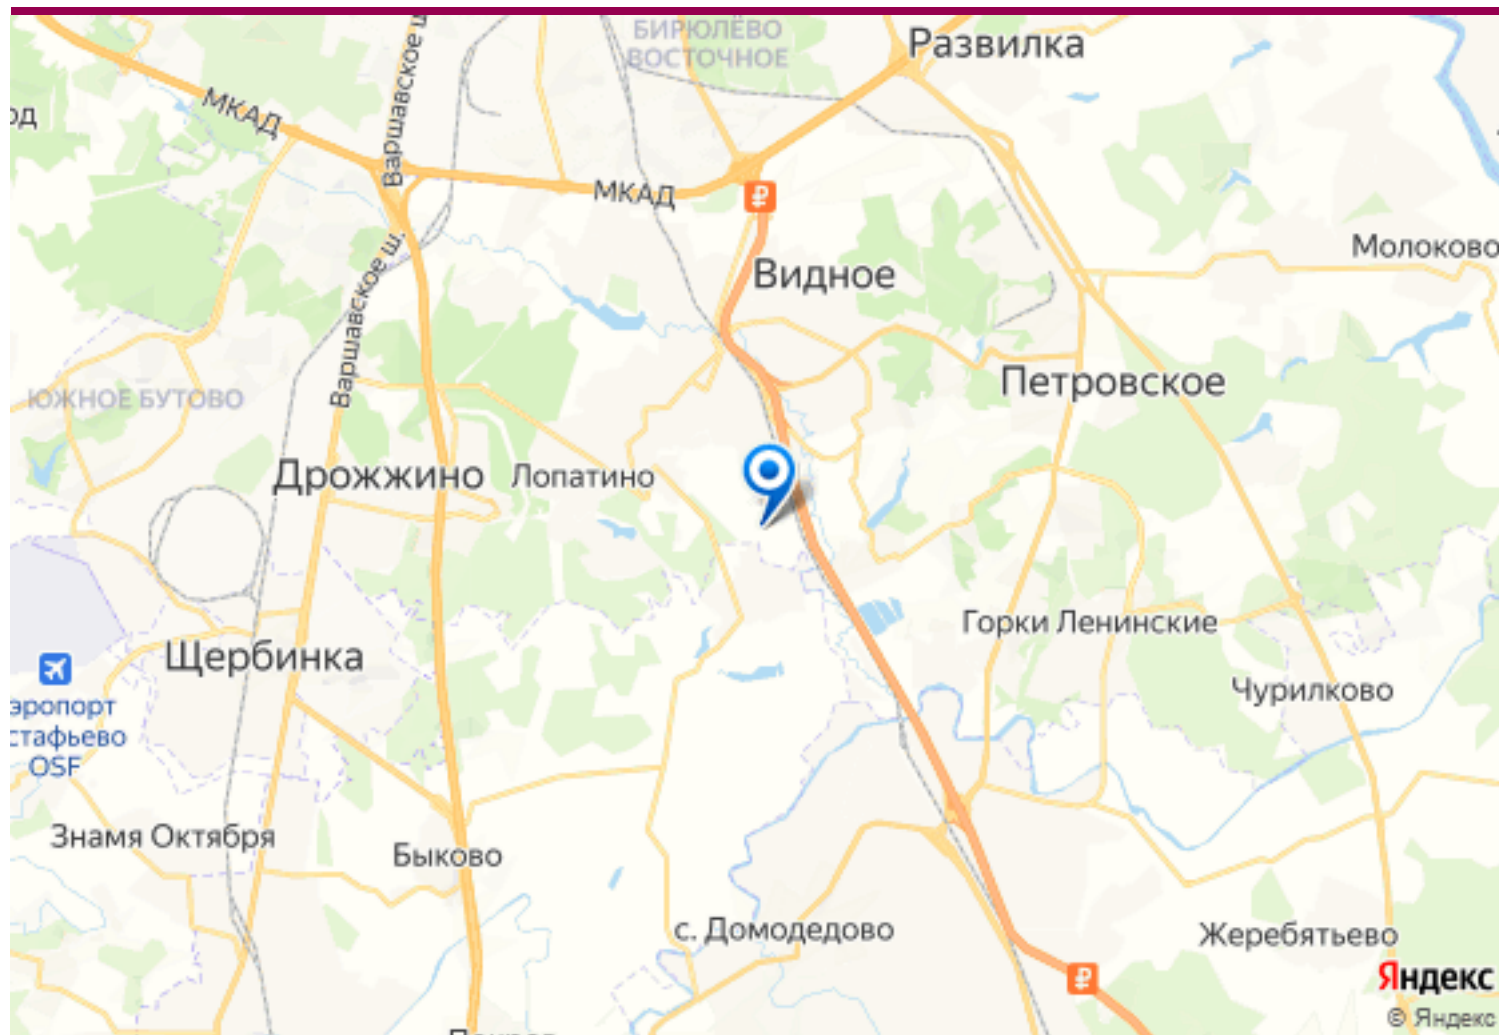 БИРЮЛЁВО
ВОСТОЧНОЕ
Развилка
МКАД
Варшавское ш.
МКАД
Молоково
Видное
Варшавское ш.
ЮЖНОЕ БУТОВО
Петровское
Дрожжино
Лопатино
Горки Ленинские
Щербинка
Чурилково
эропорт
стафьево
OSF
Знамя Октября
Быково
с. Домодедово
Жеребятьево
Яндекс
© Яндекс